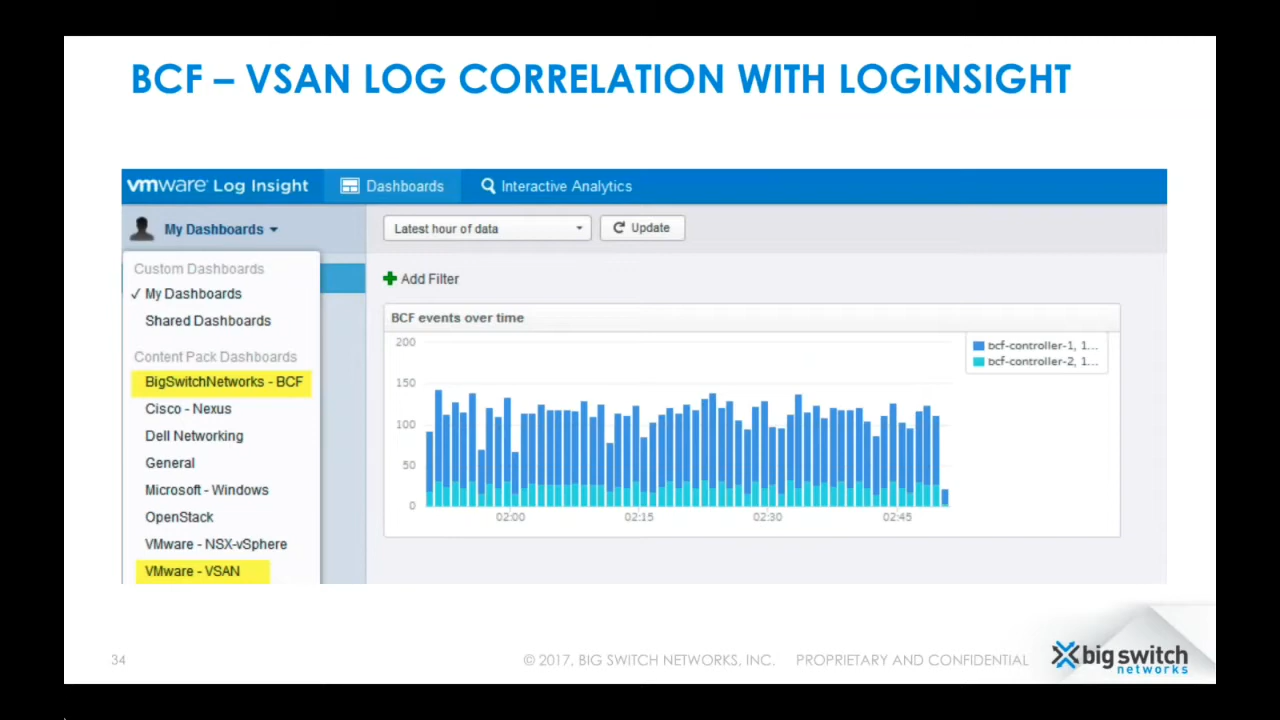 BCF – VSAN LOG CORRELATION WITH LOGINSIGHT
vmware Log Insight
Dashboards
Interactive Analytics
My Dashboards
Latest hour of data
Update
Custom Dashboards
✓ My Dashboards
Shared Dashboards
Content Pack Dashboards
BigSwitchNetworks - BCF
Cisco - Nexus
Dell Networking
General
Microsoft - Windows
OpenStack
VMware - NSX-vSphere
VMware - VSAN
Add Filter
BCF events over time
200
150
100
50
0
02:00
02:15
02:30
02:45
bcf-controller-1, 1...
bcf-controller-2, 1...
34
© 2017, BIG SWITCH NETWORKS, INC. PROPRIETARY AND CONFIDENTIAL
big switch
networks